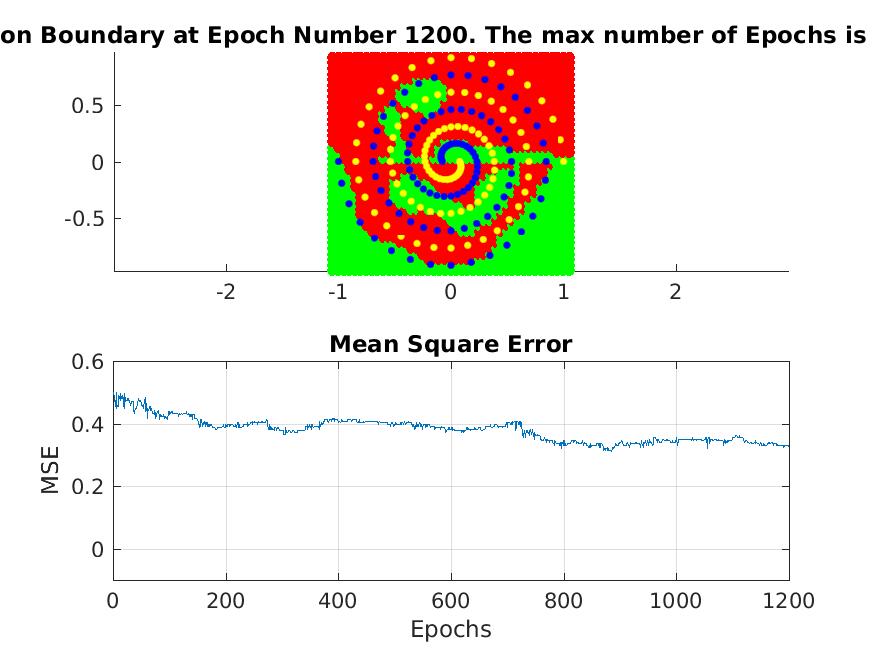 on Boundary at Epoch Number 1200. The max number of Epochs is
0.5
0
-0.5
-2 -1 0 1 2
Mean Square Error
0.6
0.4
0.2
0
MSE
0 200 400 600 800 1000 1200
Epochs